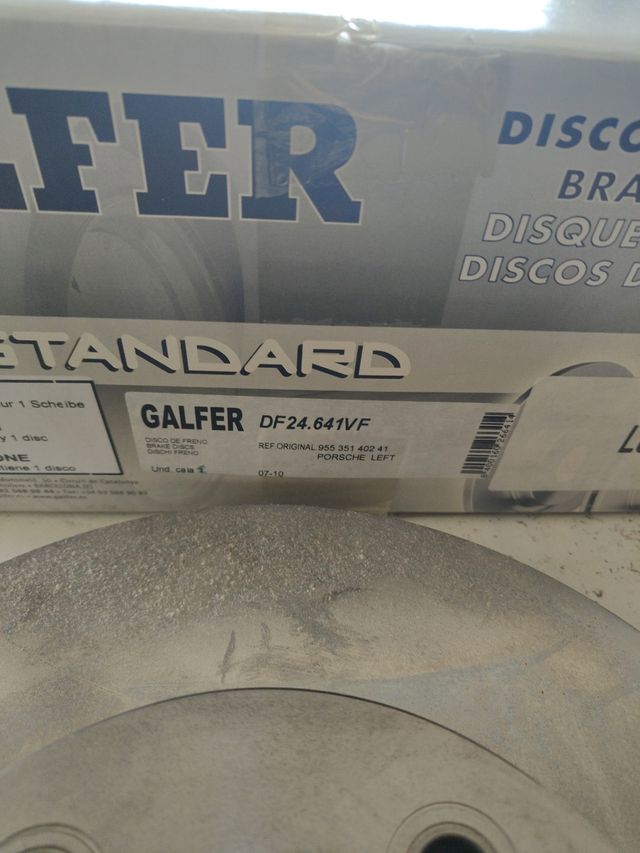 LFER
DISCO
BRA
DISQUE
DISCOS D
STANDARD
ur 1 Scheibe
y 1 disc
ONE
tiene 1 disco
GALFER DF24.641VF
DISCO DE FRENO
BRAKE DISCS
DISCHI FRENO
REF.ORIGINAL 955 351 402 41
PORSCHE LEFT
Und. caja 1
07-10